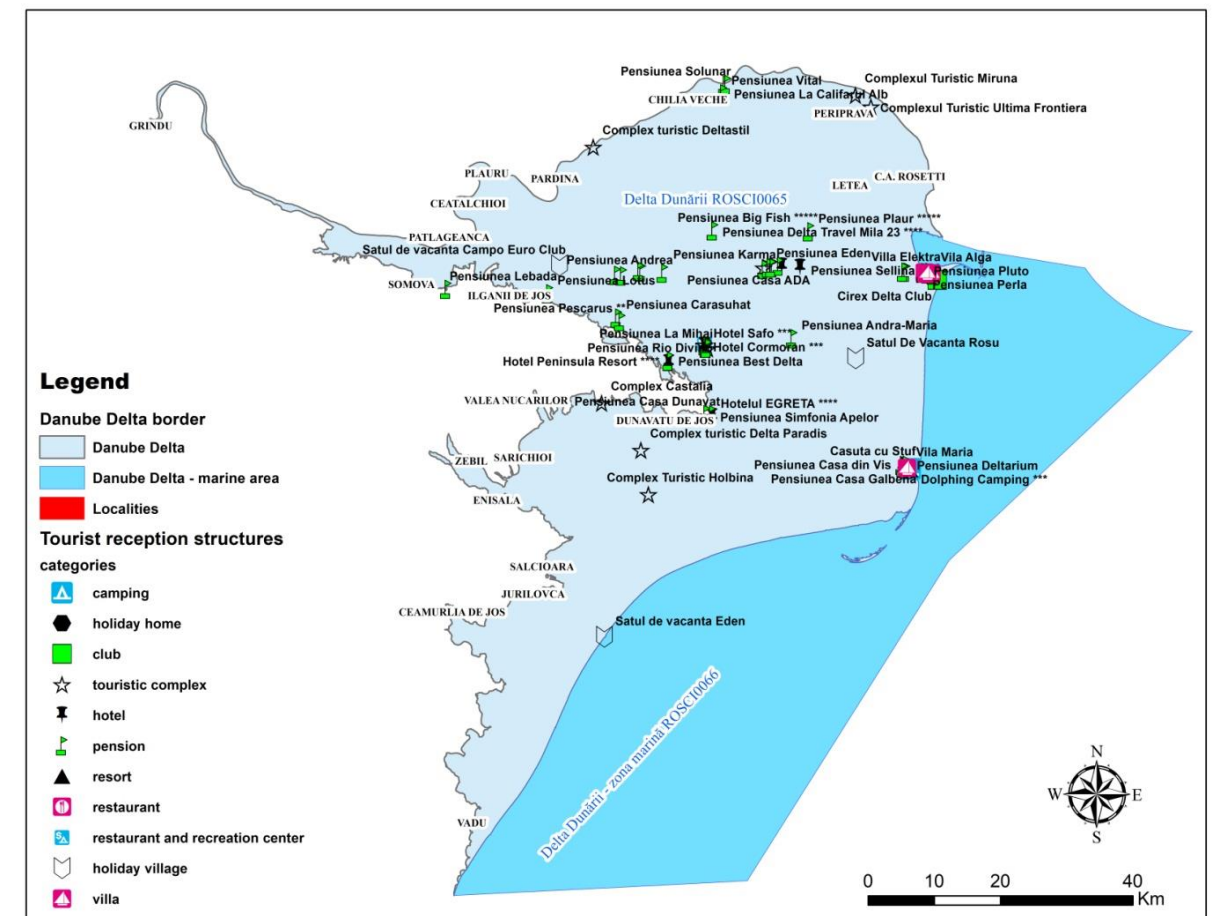 Pensiunea Solunar
Pensiunea Vital
Complexul Turistic Miruna
Pensiunea La Califarul Alb
CHILIA VECHE
Complexul Turistic Ultima Frontiera
PERIPRAVA
GRINDU
Complex turistic Deltastil
PLAURU
PARDINA
C.A. ROSETTI
LETEA
CEATALCHIOI
Delta Dunării ROSCI0065
Pensiunea Big Fish *****
Pensiunea Plaur *****
Pensiunea Delta Travel Mila 23 ****
PATLAGEANCA
Satul de vacanta Campo Euro Club
Pensiunea Andrea
Pensiunea Karma
Pensiunea Eden
Villa Elektra
Vila Alga
Pensiunea Lebada
Pensiunea Sellina
Pensiunea Pluto
SOMOVA
Pensiunea Lotus
Pensiunea Casa ADA
Pensiunea Perla
ILGANII DE JOS
Cirex Delta Club
Pensiunea Pescarus **
Pensiunea Carasuhat
Pensiunea La Mihai
Hotel Safo ***
Pensiunea Andra-Maria
Pensiunea Rio Divi
Hotel Cormoran ***
Satul De Vacanta Rosu
Hotel Peninsula Resort ****
Pensiunea Best Delta
Complex Castalia
VALEA NUCARILOR
Pensiunea Casa Dunavat
Hotelul EGRETA ****
DUNAVATU DE JOS
Pensiunea Simfonia Apelor
Complex turistic Delta Paradis
ZEBIL
SARICHIOI
Casuta cu Stuf
Vila Maria
Pensiunea Casa din Vis
Pensiunea Deltarium
Complex Turistic Holbina
Pensiunea Casa Galbena
Dolphing Camping ***
ENISALA
SALCIOARA
JURILOVCA
CEAMURLIA DE JOS
Satul de vacanta Eden
Delta Dunării - zona marină ROSCI0066
VADU
Legend
Danube Delta border
Danube Delta
Danube Delta - marine area
Localities
Tourist reception structures
categories
camping
holiday home
club
touristic complex
hotel
pension
resort
restaurant
restaurant and recreation center
holiday village
villa
N
W
E
S
0 10 20 40
Km